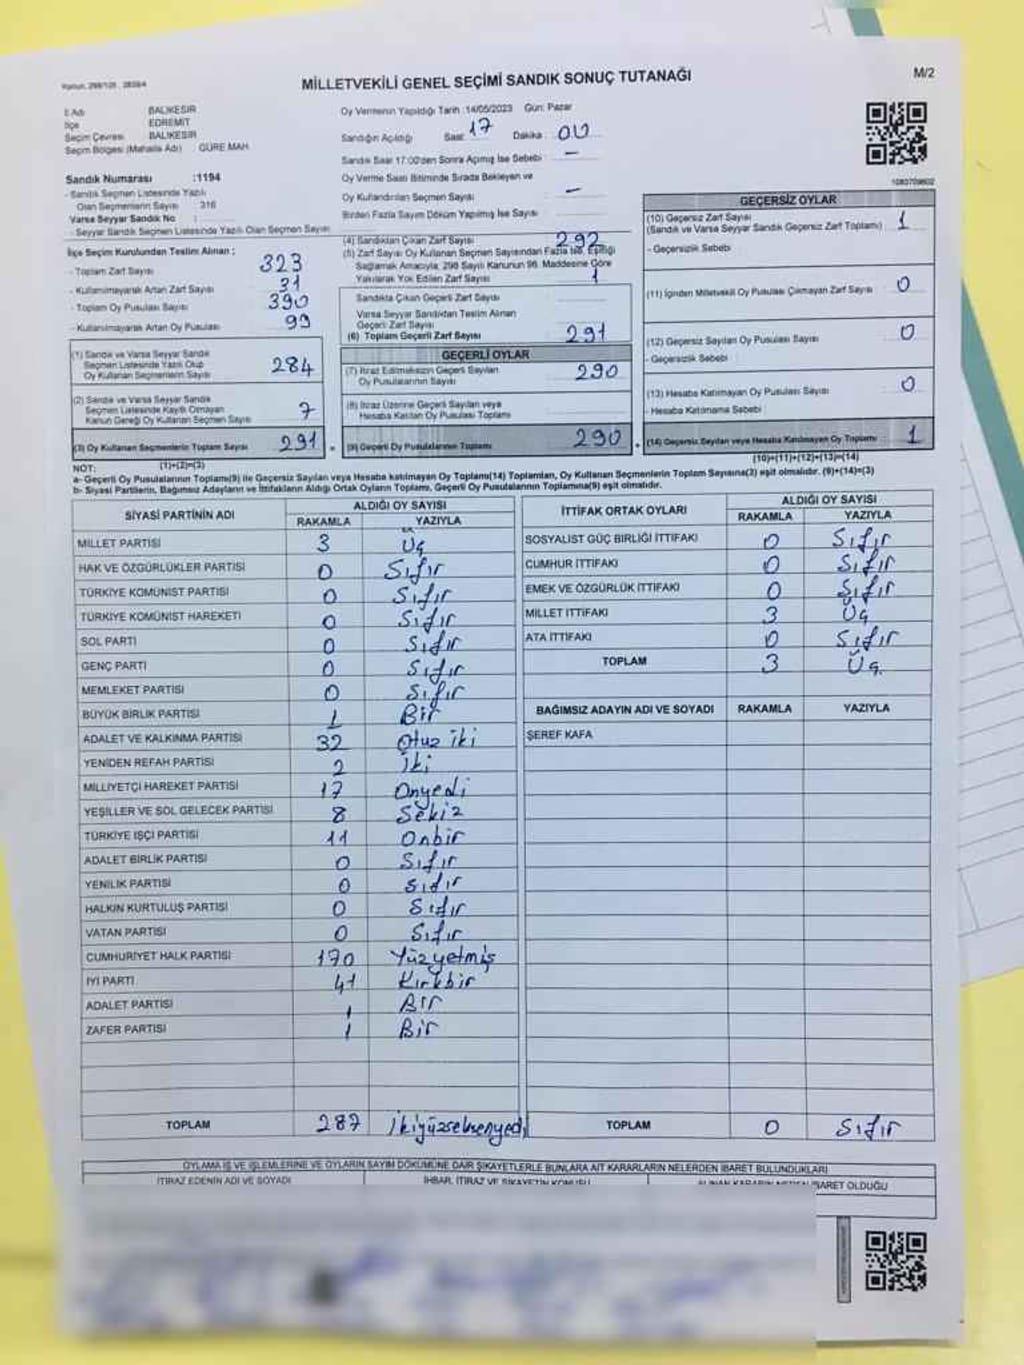 MİLLETVEKİLİ GENEL SEÇİMİ SANDIK SONUÇ TUTANAĞI
M/2
İl Adı BALIKESİR
İlçe EDREMİT
Seçim Çevresi BALIKESİR
Seçim Bölgesi (Mahalle Adı) GÜRE MAH.
Sandık Numarası :1194
- Sandık Seçmen Listesinde Yazılı
Olan Seçmenlerin Sayısı : 316
Varsa Seyyar Sandık No :
- Seyyar Sandık Seçmen Listesinde Yazılı Olan Seçmen Sayısı
Oy Vermenin Yapıldığı Tarih :14/05/2023 Gün: Pazar
Sandığın Açıldığı Saat 17 Dakika 00
Sandık Saat 17:00'den Sonra Açılmış İse Sebebi : -
Oy Verme Saati Bitiminde Sırada Bekleyen ve
Oy Kullandırılan Seçmen Sayısı -
Birden Fazla Sayım Döküm Yapılmış İse Sayısı
1080709602
İlçe Seçim Kurulundan Teslim Alınan ;
- Toplam Zarf Sayısı 323
- Kullanılmayarak Artan Zarf Sayısı 31
- Toplam Oy Pusulası Sayısı 390
- Kullanılmayarak Artan Oy Pusulası 99
(1) Sandık ve Varsa Seyyar Sandık
Seçmen Listesinde Yazılı Olup
Oy Kullanan Seçmenlerin Sayısı 284
(2) Sandık ve Varsa Seyyar Sandık
Seçmen Listesinde Kayıtlı Olmayan
Kanun Gereği Oy Kullanan Seçmen Sayısı 7
(3) Oy Kullanan Seçmenlerin Toplam Sayısı 291
(1)+(2)=(3)
(4) Sandıktan Çıkan Zarf Sayısı 292
(5) Zarf Sayısı Oy Kullanan Seçmen Sayısından Fazla İse, Eşitliği
Sağlamak Amacıyla, 298 Sayılı Kanunun 98. Maddesine Göre
Yakılarak Yok Edilen Zarf Sayısı 1
Sandıkta Çıkan Geçerli Zarf Sayısı
Varsa Seyyar Sandıktan Teslim Alınan
Geçerli Zarf Sayısı
(6) Toplam Geçerli Zarf Sayısı 291
GEÇERLİ OYLAR
(7) İtiraz Edilmeksizin Geçerli Sayılan
Oy Pusulalarının Sayısı 290
(8) İtiraz Üzerine Geçerli Sayılan veya
Hesaba Katılan Oy Pusulası Toplamı
(9) Geçerli Oy Pusulalarının Toplamı 290
GEÇERSİZ OYLAR
(10) Geçersiz Zarf Sayısı
(Sandık ve Varsa Seyyar Sandık Geçersiz Zarf Toplamı) 1
- Geçersizlik Sebebi
(11) İçinden Milletvekili Oy Pusulası Çıkmayan Zarf Sayısı 0
(12) Geçersiz Sayılan Oy Pusulası Sayısı 0
- Geçersizlik Sebebi
(13) Hesaba Katılmayan Oy Pusulası Sayısı 0
- Hesaba Katılmama Sebebi
(14) Geçersiz Sayılan veya Hesaba Katılmayan Oy Toplamı 1
(10)+(11)+(12)+(13)=(14)
NOT:
a- Geçerli Oy Pusulalarının Toplamı(9) ile Geçersiz Sayılan veya Hesaba katılmayan Oy Toplamı(14) Toplamları, Oy Kullanan Seçmenlerin Toplam Sayısına(3) eşit olmalıdır. (9)+(14)=(3)
b- Siyasi Partilerin, Bağımsız Adayların ve İttifakların Aldığı Ortak Oyların Toplamı, Geçerli Oy Pusulalarının Toplamına(9) eşit olmalıdır.
SİYASİ PARTİNİN ADI ALDIĞI OY SAYISI
RAKAMLA YAZIYLA
MİLLET PARTİSİ 3 Üç
HAK VE ÖZGÜRLÜKLER PARTİSİ 0 Sıfır
TÜRKİYE KOMÜNİST PARTİSİ 0 Sıfır
TÜRKİYE KOMÜNİST HAREKETİ 0 Sıfır
SOL PARTİ 0 Sıfır
GENÇ PARTİ 0 Sıfır
MEMLEKET PARTİSİ 0 Sıfır
BÜYÜK BİRLİK PARTİSİ 1 Bir
ADALET VE KALKINMA PARTİSİ 32 Otuz iki
YENİDEN REFAH PARTİSİ 2 İki
MİLLİYETÇİ HAREKET PARTİSİ 17 Onyedi
YEŞİLLER VE SOL GELECEK PARTİSİ 8 Sekiz
TÜRKİYE İŞÇİ PARTİSİ 11 Onbir
ADALET BİRLİK PARTİSİ 0 Sıfır
YENİLİK PARTİSİ 0 Sıfır
HALKIN KURTULUŞ PARTİSİ 0 Sıfır
VATAN PARTİSİ 0 Sıfır
CUMHURİYET HALK PARTİSİ 170 Yüzyetmiş
İYİ PARTİ 41 Kırkbir
ADALET PARTİSİ 1 Bir
ZAFER PARTİSİ 1 Bir
TOPLAM 287 İkiyüzseksenyedi
İTTİFAK ORTAK OYLARI ALDIĞI OY SAYISI
RAKAMLA YAZIYLA
SOSYALİST GÜÇ BİRLİĞİ İTTİFAKI 0 Sıfır
CUMHUR İTTİFAKI 0 Sıfır
EMEK VE ÖZGÜRLÜK İTTİFAKI 0 Sıfır
MİLLET İTTİFAKI 3 Üç
ATA İTTİFAKI 0 Sıfır
TOPLAM 3 Üç
BAĞIMSIZ ADAYIN ADI VE SOYADI RAKAMLA YAZIYLA
ŞEREF KAFA
TOPLAM 0 Sıfır
OYLAMA İŞ VE İŞLEMLERİNE VE OYLARIN SAYIM DÖKÜMÜNE DAİR ŞİKAYETLERLE BUNLARA AİT KARARLARIN NELERDEN İBARET BULUNDUKLARI
İTİRAZ EDENİN ADI VE SOYADI İHBAR, İTİRAZ VE ŞİKAYETİN KONUSU İBARET OLDUĞU